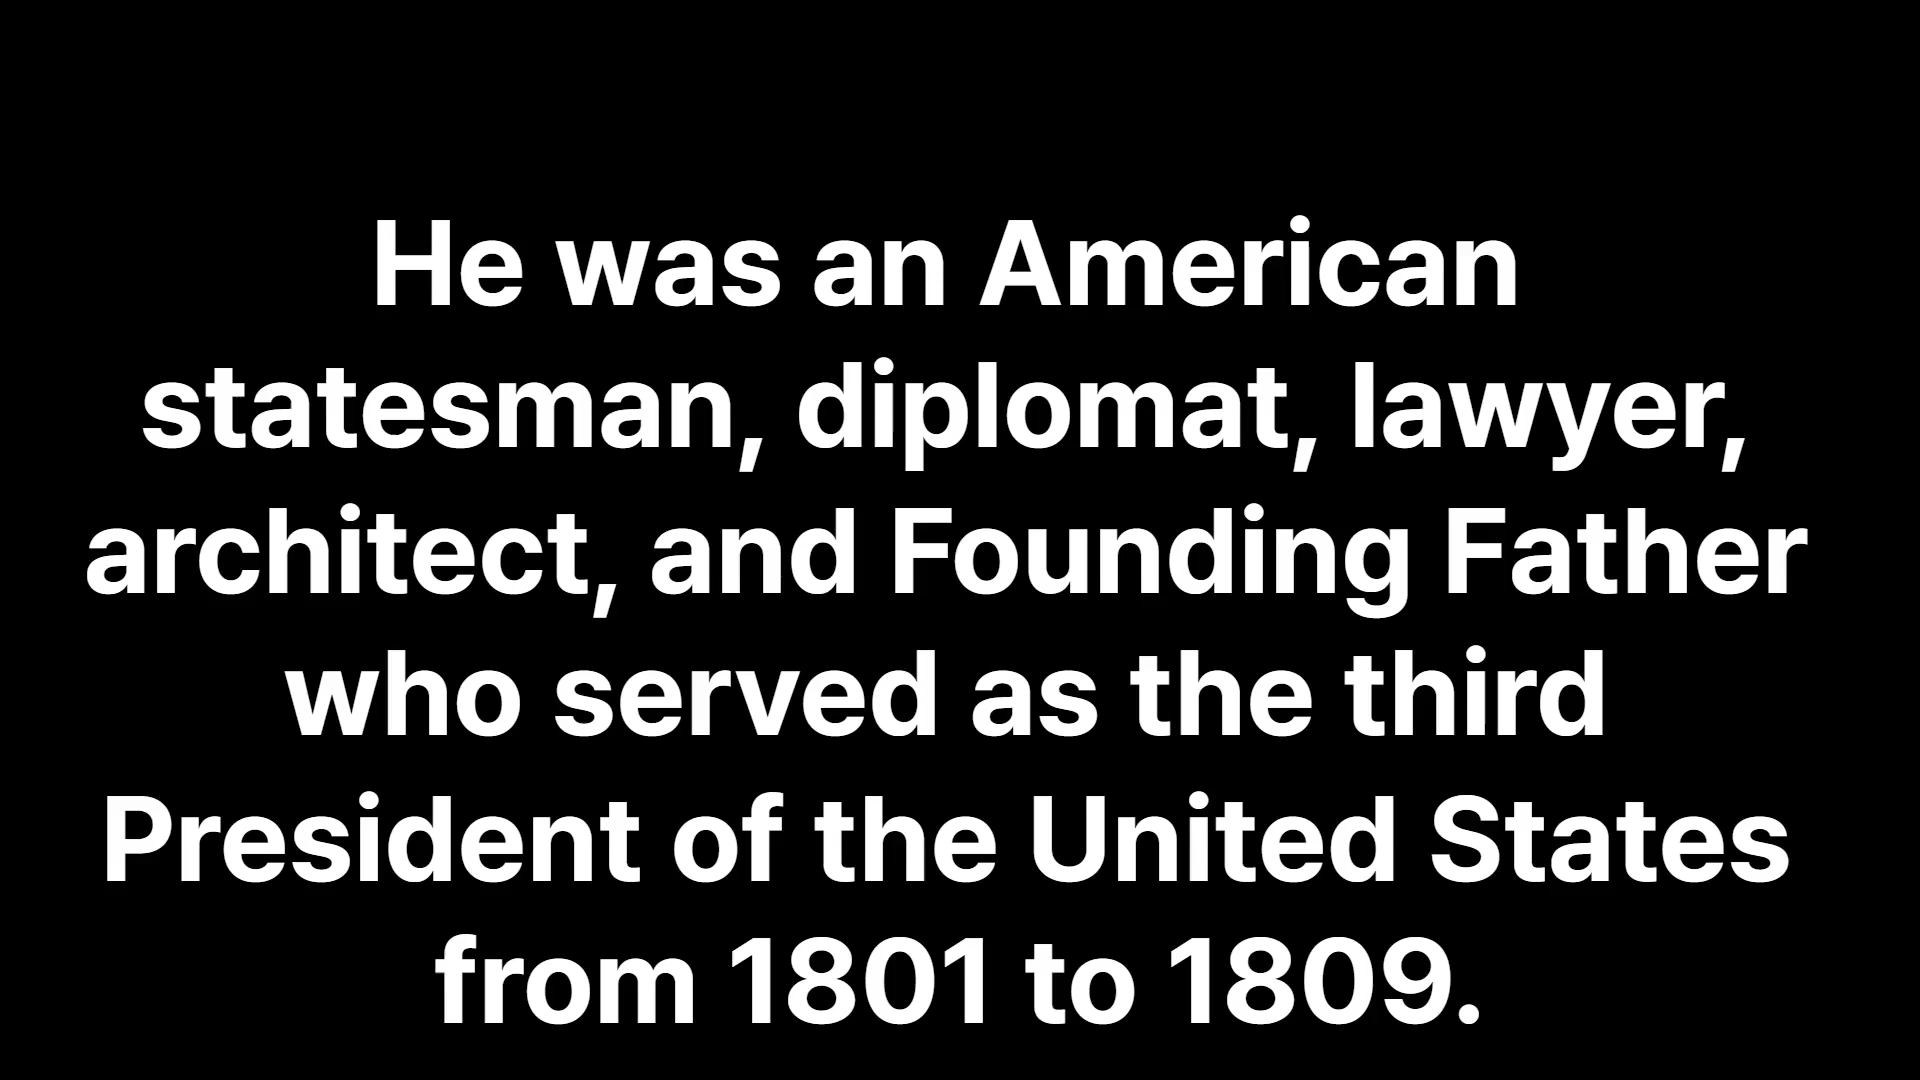 He was an American
statesman, diplomat, lawyer,
architect, and Founding Father
who served as the third
President of the United States
from 1801 to 1809.